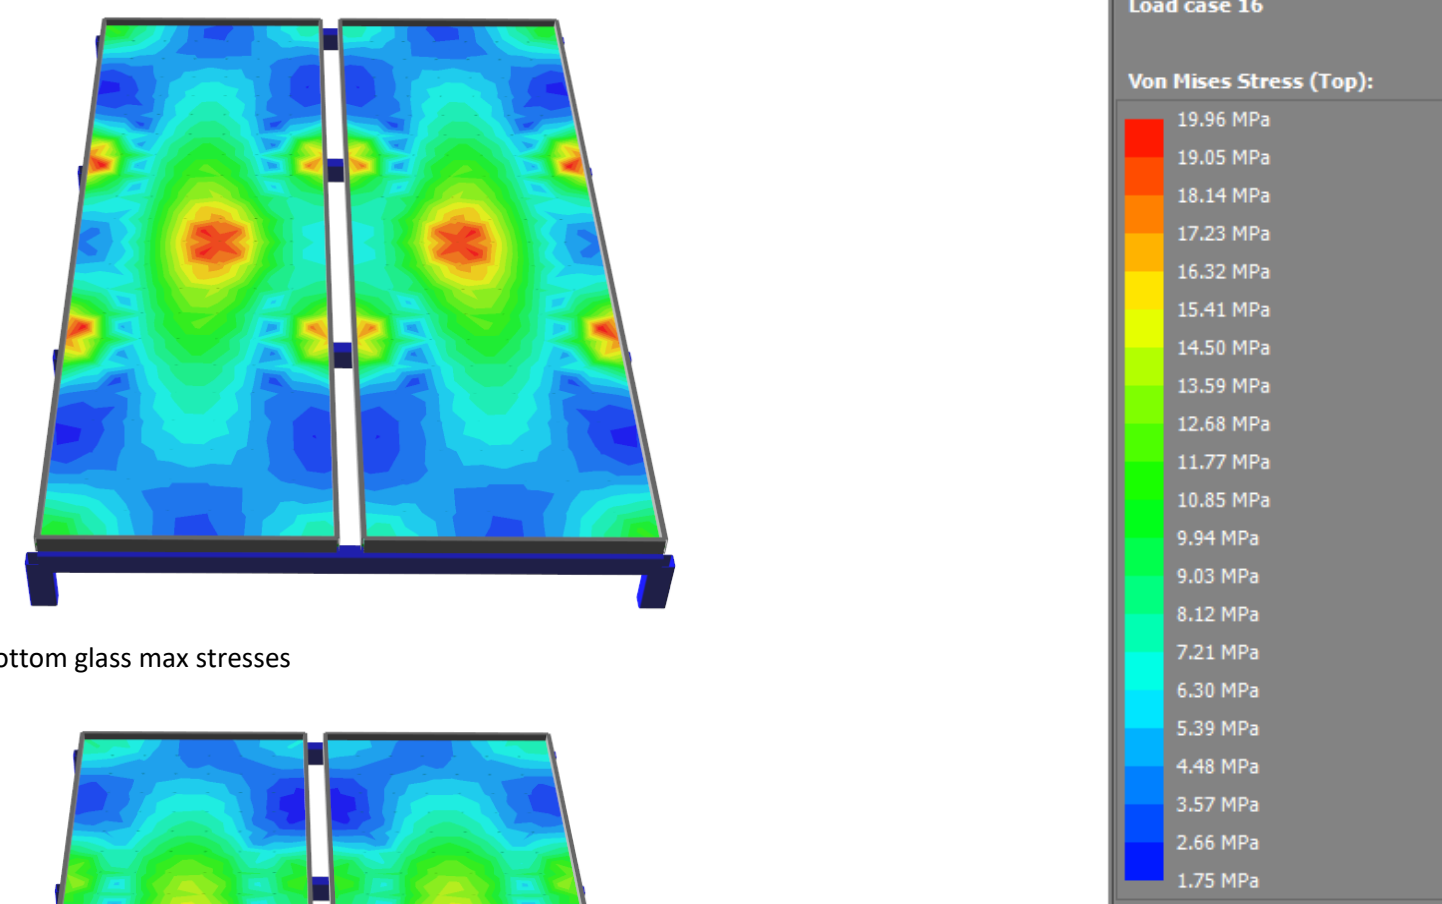 Load case 16
Von Mises Stress (Top):
19.96 MPa
19.05 MPa
18.14 MPa
17.23 MPa
16.32 MPa
15.41 MPa
14.50 MPa
13.59 MPa
12.68 MPa
11.77 MPa
10.85 MPa
9.94 MPa
9.03 MPa
8.12 MPa
7.21 MPa
6.30 MPa
5.39 MPa
4.48 MPa
3.57 MPa
2.66 MPa
1.75 MPa
ottom glass max stresses